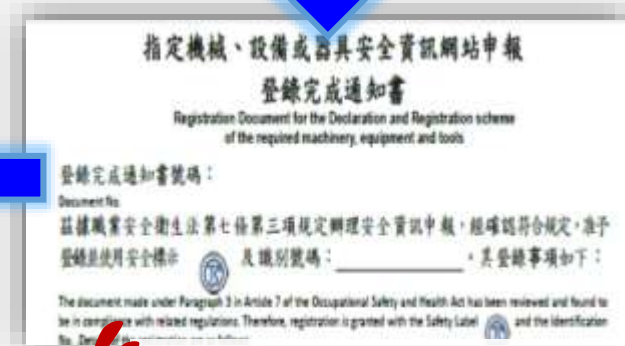 指定機械、設備或器具安全資訊網站申報
登錄完成通知書
Registration Document for the Declaration and Registration scheme
of the required machinery, equipment and tools
登錄完成通知書號碼：
Document No.
茲據職業安全衛生法第七條第三項規定辦理安全資訊申報，經確認符合規定，准予
登錄並使用安全標示 及識別號碼： ，其登錄事項如下：
The document made under Paragraph 3 in Article 7 of the Occupational Safety and Health Act has been reviewed and found to
be in compliance with related regulations. Therefore, registration is granted with the Safety Label and the Identification